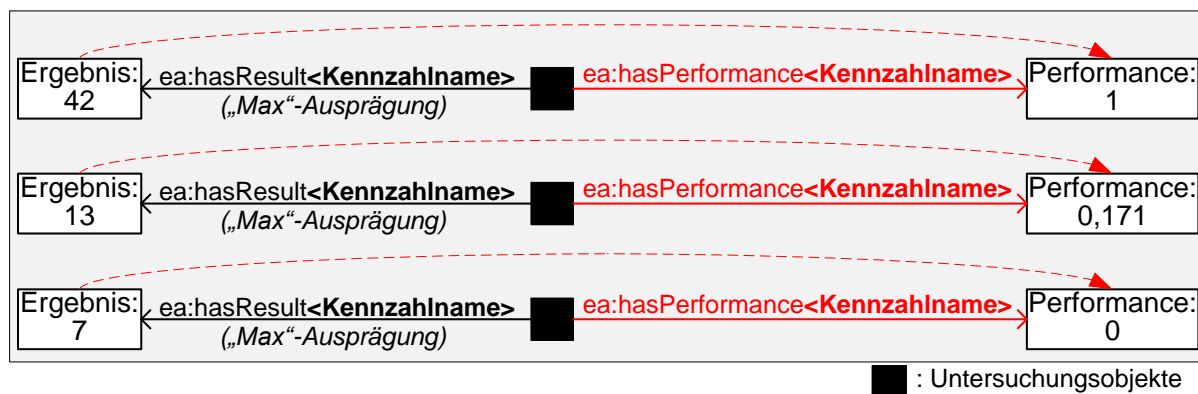 Ergebnis:
42
ea:hasResult<Kennzahlname>
(„Max“-Ausprägung)
ea:hasPerformance<Kennzahlname>
Performance:
1
Ergebnis:
13
ea:hasResult<Kennzahlname>
(„Max“-Ausprägung)
ea:hasPerformance<Kennzahlname>
Performance:
0,171
Ergebnis:
7
ea:hasResult<Kennzahlname>
(„Max“-Ausprägung)
ea:hasPerformance<Kennzahlname>
Performance:
0
: Untersuchungsobjekte